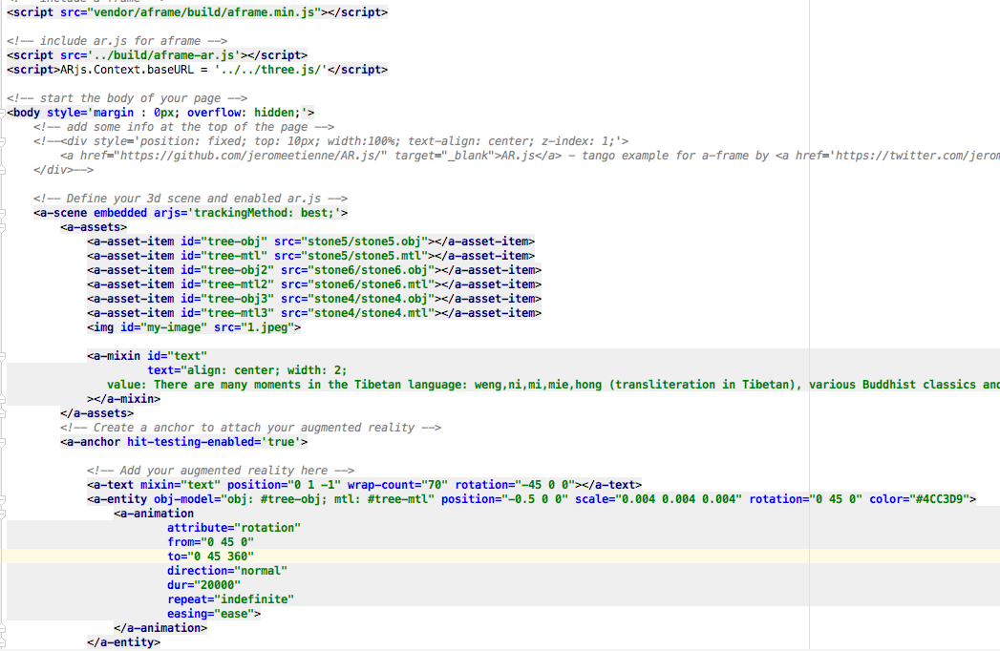 <script src="vendor/aframe/build/aframe.min.js"></script>
<!-- include ar.js for aframe -->
<script src='../build/aframe-ar.js'></script>
<script>ARjs.Context.baseURL = '../../three.js/'</script>
<!-- start the body of your page -->
<body style='margin : 0px; overflow: hidden;'>
<!-- add some info at the top of the page -->
<!--<div style='position: fixed; top: 10px; width:100%; text-align: center; z-index: 1;'>
<a href="https://github.com/jeromeetienne/AR.js/" target="_blank">AR.js</a> - tango example for a-frame by <a href='https://twitter.com/jerom
</div>-->
<!-- Define your 3d scene and enabled ar.js -->
<a-scene embedded arjs='trackingMethod: best;'>
<a-assets>
<a-asset-item id="tree-obj" src="stone5/stone5.obj"></a-asset-item>
<a-asset-item id="tree-mtl" src="stone5/stone5.mtl"></a-asset-item>
<a-asset-item id="tree-obj2" src="stone6/stone6.obj"></a-asset-item>
<a-asset-item id="tree-mtl2" src="stone6/stone6.mtl"></a-asset-item>
<a-asset-item id="tree-obj3" src="stone4/stone4.obj"></a-asset-item>
<a-asset-item id="tree-mtl3" src="stone4/stone4.mtl"></a-asset-item>
<img id="my-image" src="1.jpeg">
<a-mixin id="text"
text="align: center; width: 2;
value: There are many moments in the Tibetan language: weng,ni,mi,mie,hong (transliteration in Tibetan), various Buddhist classics and
></a-mixin>
</a-assets>
<!-- Create a anchor to attach your augmented reality -->
<a-anchor hit-testing-enabled='true'>
<!-- Add your augmented reality here -->
<a-text mixin="text" position="0 1 -1" wrap-count="70" rotation="-45 0 0"></a-text>
<a-entity obj-model="obj: #tree-obj; mtl: #tree-mtl" position="-0.5 0 0" scale="0.004 0.004 0.004" rotation="0 45 0" color="#4CC3D9">
<a-animation
attribute="rotation"
from="0 45 0"
to="0 45 360"
direction="normal"
dur="20000"
repeat="indefinite"
easing="ease">
</a-animation>
</a-entity>